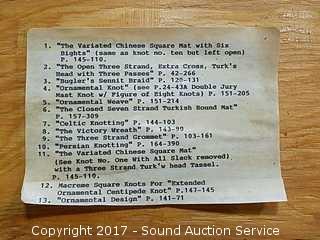 1. "The Variated Chinese Square Mat with Six
Bights" (same as knot no. ten but left open)
P. 145-110.
2. "The Open Three Strand, Extra Cross, Turk's
Head with Three Passes" P. 42-266
3. "Bugler's Sennit Braid" P. 128-131
4. "Ornamental Knot" (see P.24-43A Double Jury
Mast Knot w/ Figure of Eight Knots) P. 151-205
5. "Ornamental Weave" P. 151-214
6. "The Closed Seven Strand Turkish Round Mat"
P. 157-309
7. "Celtic Knotting" P. 144-103
8. "The Victory Wreath" P. 143-99
9. "The Three Strand Grommet" P. 103-161
10. "Persian Knotting" P. 164-390
11. "The Variated Chinese Square Mat"
(See Knot No. One With All Slack removed)
with a Three Strand Turk'w head Tassel.
P. 145-110.
12. Macreme Square Knots For "Extended
Ornamental Centipede Knot" P.147-145
13. "Ornamental Design" P. 141-71
Copyright 2017 - Sound Auction Service